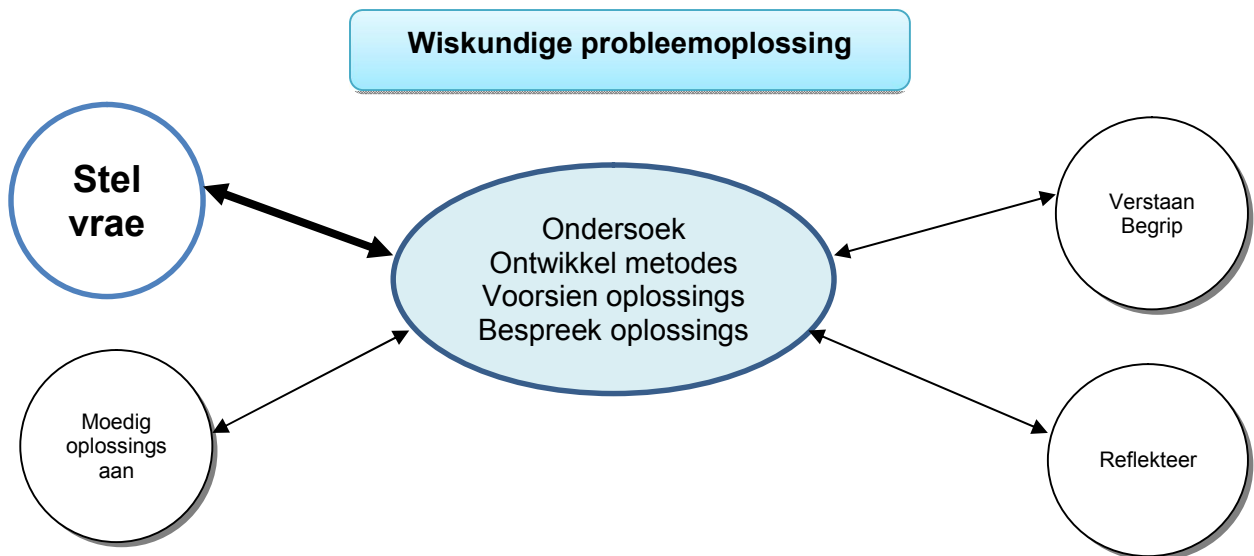 Wiskundige probleemoplossing
Stel
vrae
Ondersoek
Ontwikkel metodes
Voorsien oplossings
Bespreek oplossings
Verstaan
Begrip
Moedig
oplossings
aan
Reflekteer